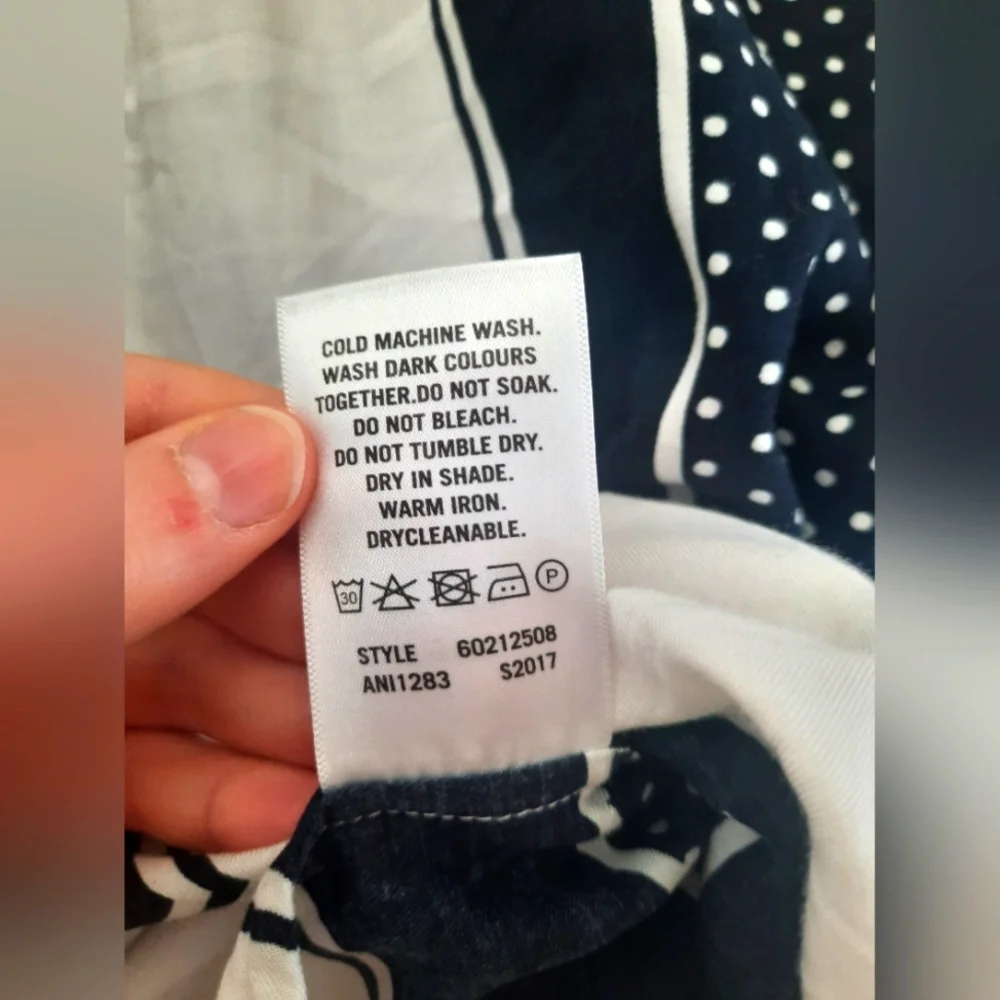 COLD MACHINE WASH.
WASH DARK COLOURS
TOGETHER.DO NOT SOAK.
DO NOT BLEACH.
DO NOT TUMBLE DRY.
DRY IN SHADE.
WARM IRON.
DRYCLEANABLE.
30 P
STYLE 60212508
ANI1283 S2017